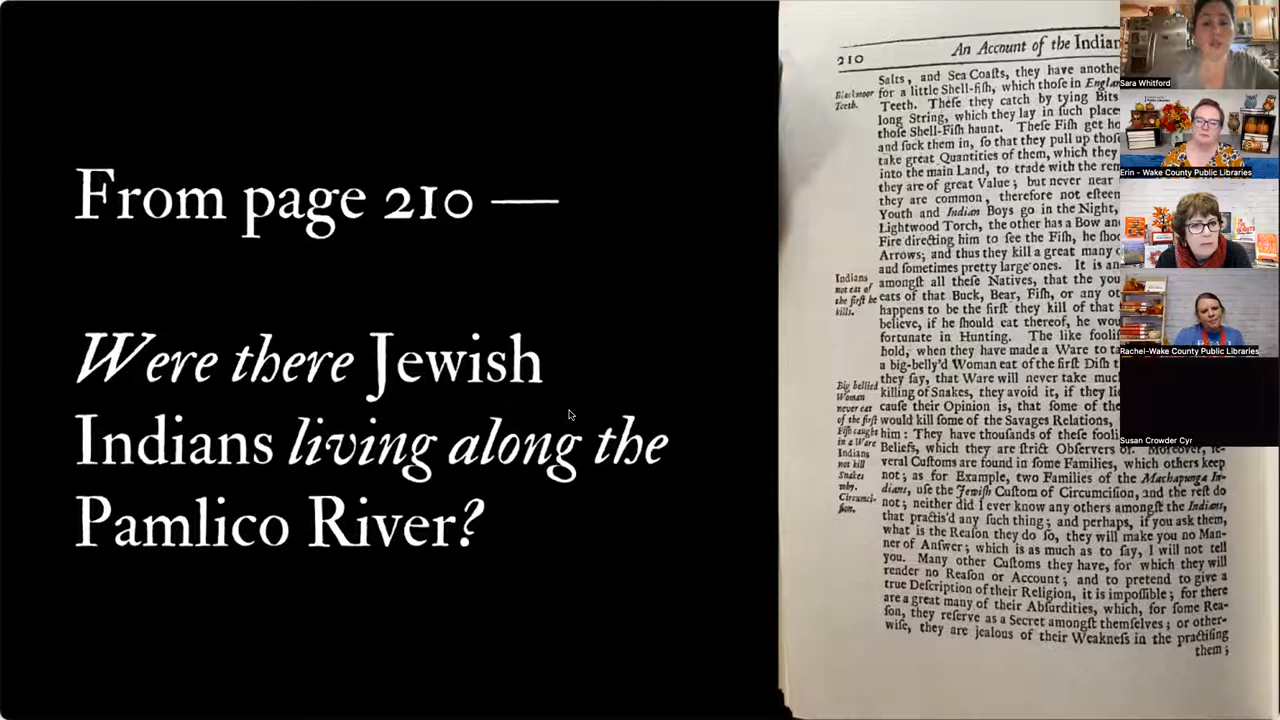 From page 210 —
Were there Jewish
Indians living along the
Pamlico River?
210
An Account of the Indian
Salts, and Sea Coaſts, they have anothe
for a little Shell-fiſh, which thoſe in Englan
Teeth. Theſe they catch by tying Bits
long String, which they lay in ſuch place
thoſe Shell-Fiſh haunt. Theſe Fiſh get ho
and ſuck them in, ſo that they pull up thoſe
take great Quantities of them, which they
into the main Land, to trade with the rem
they are of great Value; but never near
they are common, therefore not eſteem
Youth and Indian Boys go in the Night,
Lightwood Torch, the other has a Bow and
Fire directing him to ſee the Fiſh, he ſhoo
Arrows; and thus they kill a great many o
and ſometimes pretty large ones. It is an
amongſt all theſe Natives, that the you
eats of that Buck, Bear, Fiſh, or any ot
happens to be the firſt they kill of that
believe, if he ſhould eat thereof, he wou
fortunate in Hunting. The like fooliſ
hold, when they have made a Ware to ta
a big-belly'd Woman eat of the firſt Diſh t
they ſay, that Ware will never take much
killing of Snakes, they avoid it, if they lie
cauſe their Opinion is, that ſome of the
would kill ſome of the Savages Relations,
him: They have thouſands of theſe fooli
Beliefs, which they are ſtrict Obſervers of. Moreover, ſe-
veral Cuſtoms are found in ſome Families, which others keep
not; as for Example, two Families of the Machapunga In-
dians, uſe the Jewiſh Cuſtom of Circumciſion, and the reſt do
not; neither did I ever know any others amongſt the Indians,
that practis'd any ſuch thing; and perhaps, if you ask them,
what is the Reaſon they do ſo, they will make you no Man-
ner of Anſwer; which is as much as to ſay, I will not tell
you. Many other Cuſtoms they have, for which they will
render no Reaſon or Account; and to pretend to give a
true Deſcription of their Religion, it is impoſſible; for there
are a great many of their Abſurdities, which, for ſome Rea-
ſon, they reſerve as a Secret amongſt themſelves; or other-
wiſe, they are jealous of their Weakneſs in the practiſing
them;
Blackmoor
Teeth.
Indians
not eat of
the firſt he
kills.
Big bellied
Woman
never eat
of the firſt
Fiſh caught
in a Ware
Indians
not kill
Snakes
why.
Circumci-
ſion.
Sara Whitford
Erin - Wake County Public Libraries
Rachel-Wake County Public Libraries
Susan Crowder Cyr